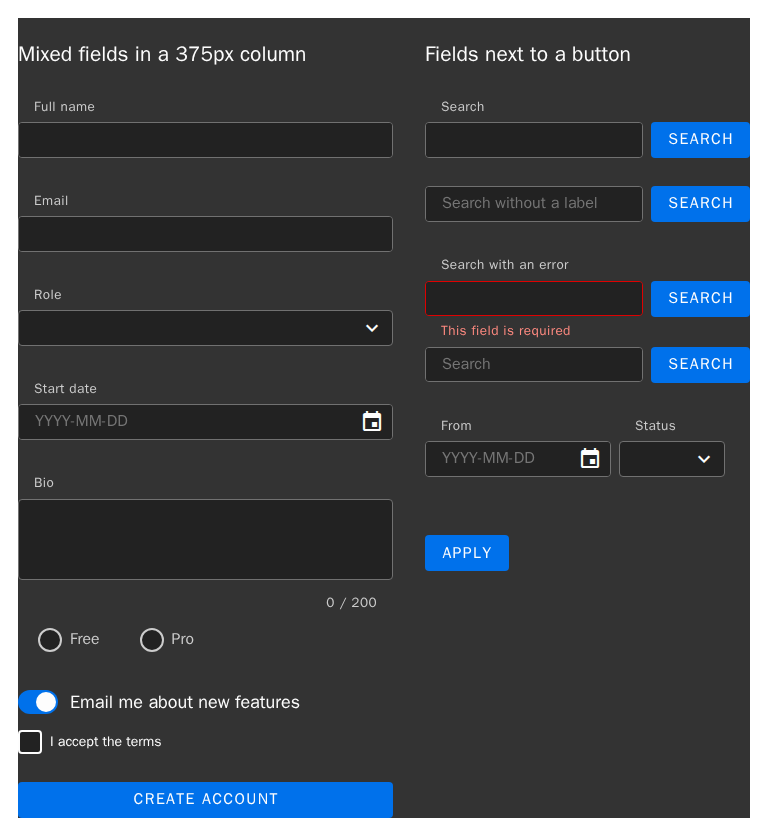 Mixed fields in a 375px column
Full name
Email
Role
Start date
YYYY-MM-DD
Bio
0 / 200
Free
Pro
Email me about new features
I accept the terms
CREATE ACCOUNT
Fields next to a button
Search
SEARCH
Search without a label
SEARCH
Search with an error
SEARCH
This field is required
Search
SEARCH
From
Status
YYYY-MM-DD
APPLY